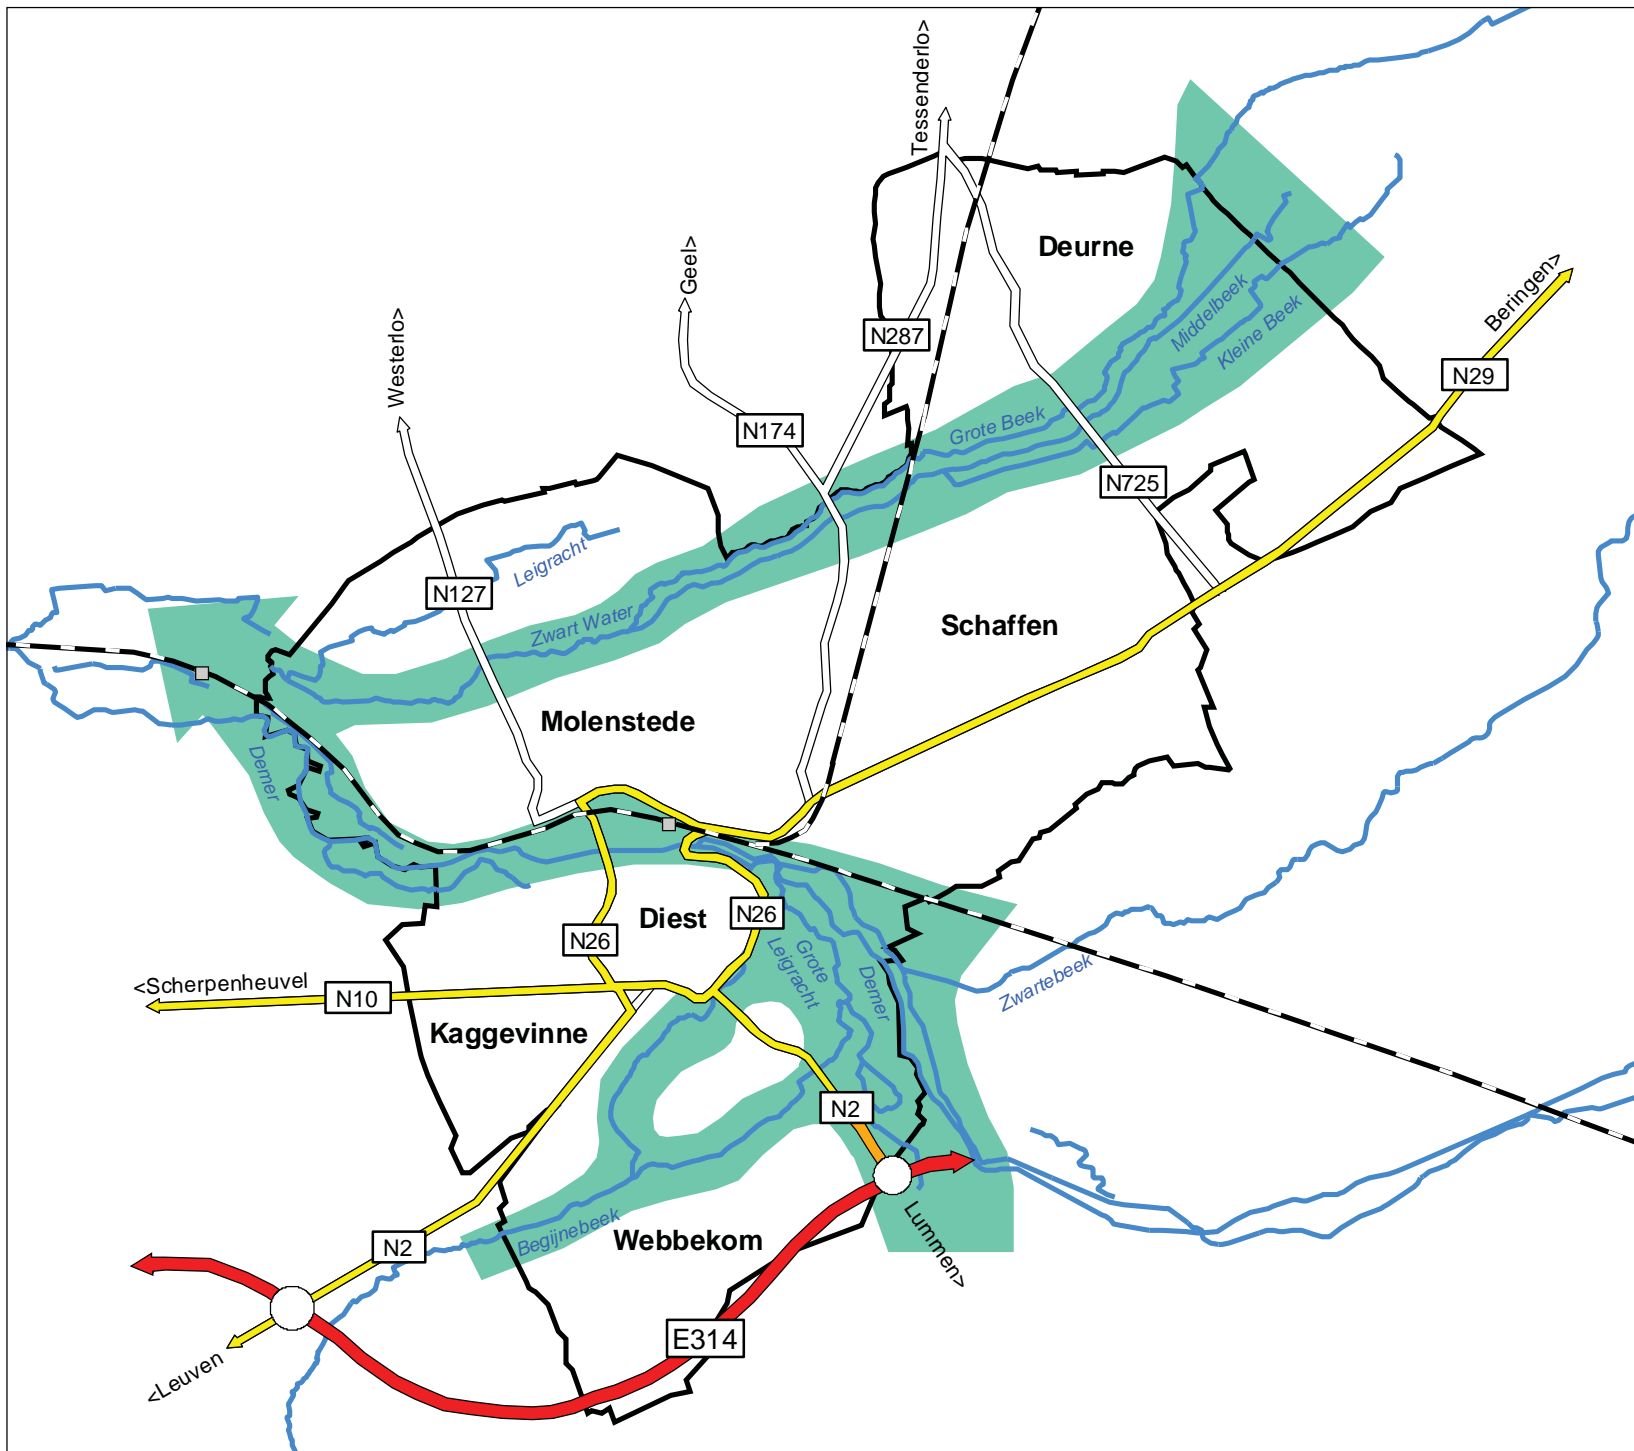 Tessenderlo>
Geel>
Westerlo>
Deurne
Beringen>
N287
Middelbeek
Kleine Beek
N29
N174
Grote Beek
N725
Leigracht
N127
Zwart Water
Schaffen
Molenstede
Demer
Diest
N26
N26
Grote
Leigracht
Demer
Zwartebeek
<Scherpenheuvel
N10
Kaggevinne
N2
Begijnebeek
Webbekom
Lummen>
N2
E314
<Leuven